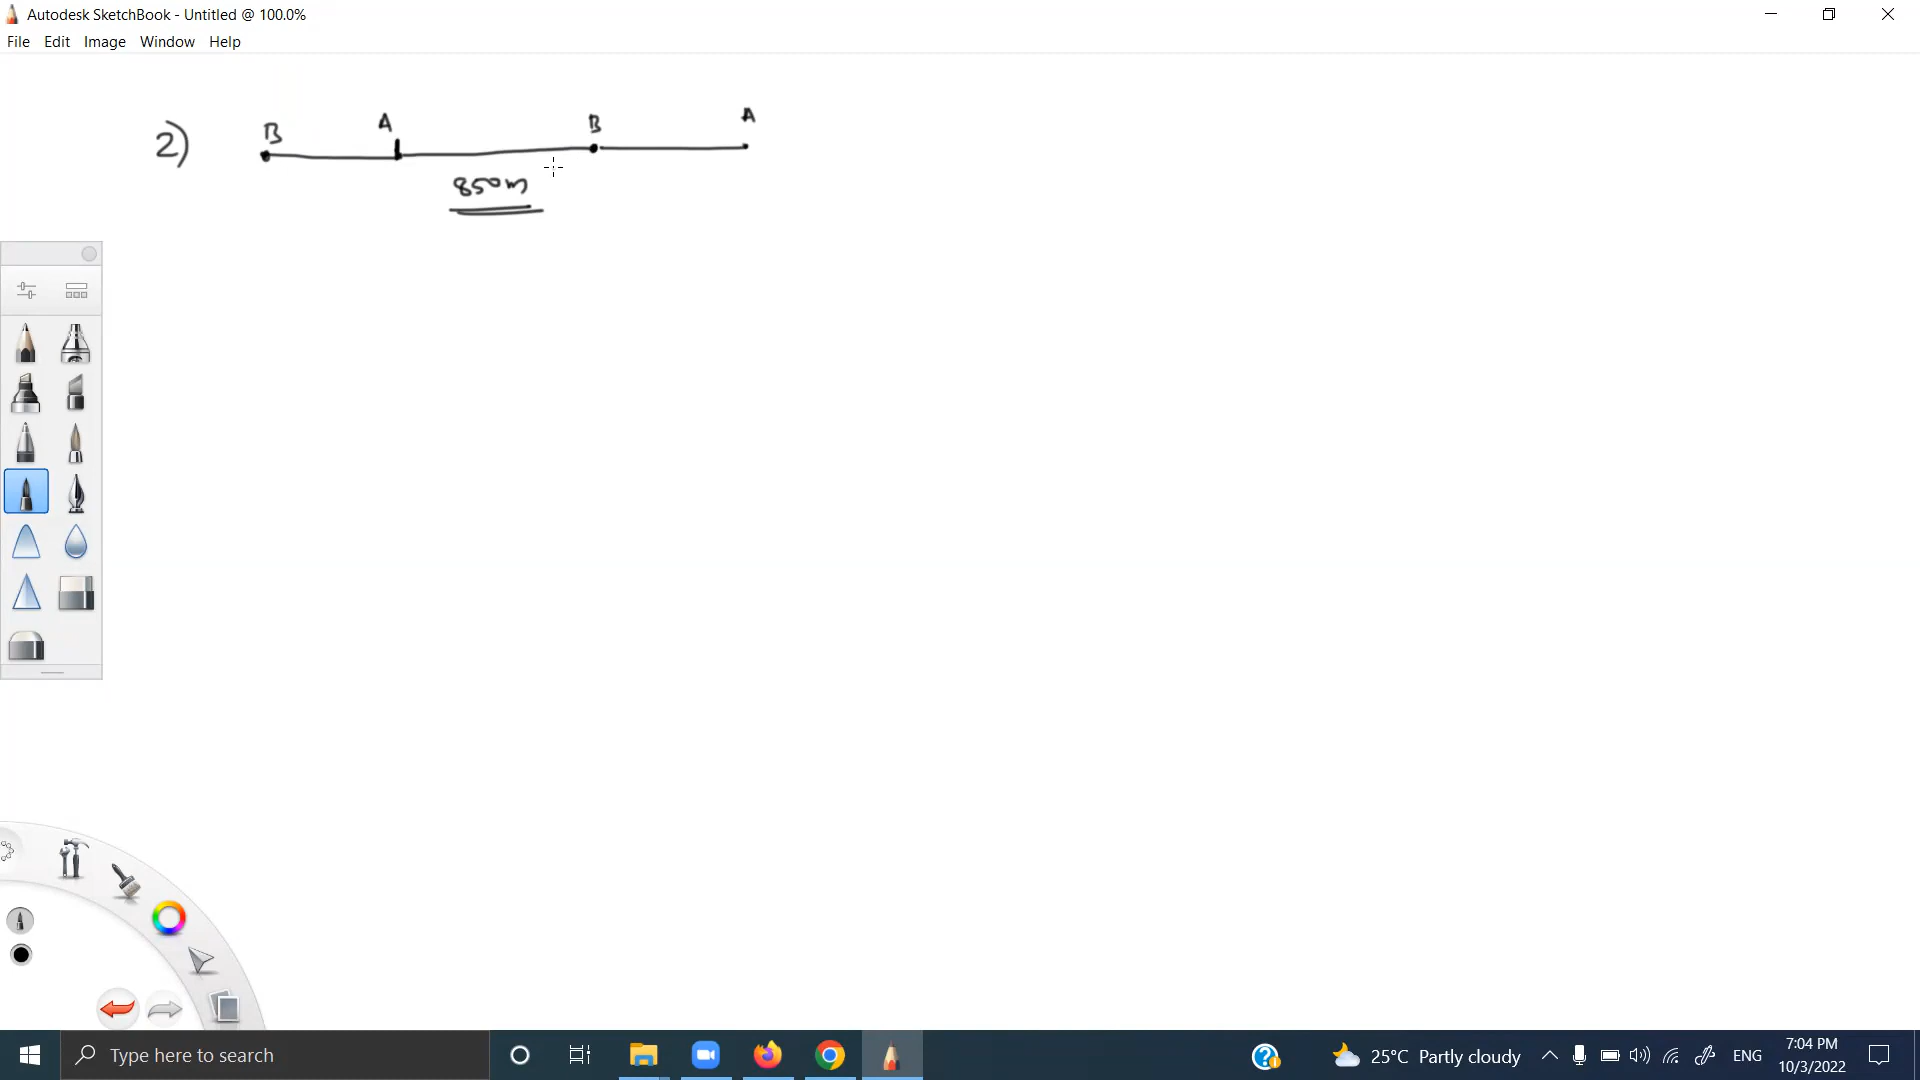 Autodesk SketchBook - Untitled @ 100.0%
File Edit Image Window Help
2) B A B A
850m
Type here to search
25°C Partly cloudy
ENG
7:04 PM
10/3/2022